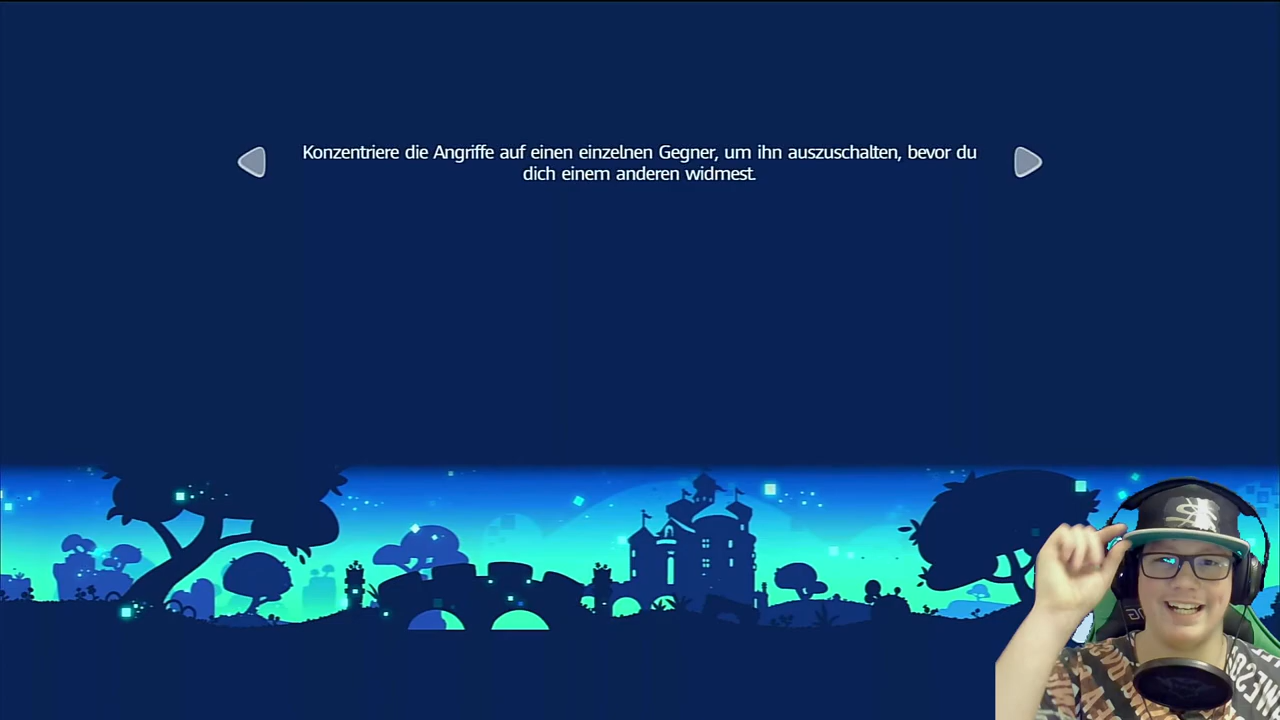 Konzentriere die Angriffe auf einen einzelnen Gegner, um ihn auszuschalten, bevor du
dich einem anderen widmest.